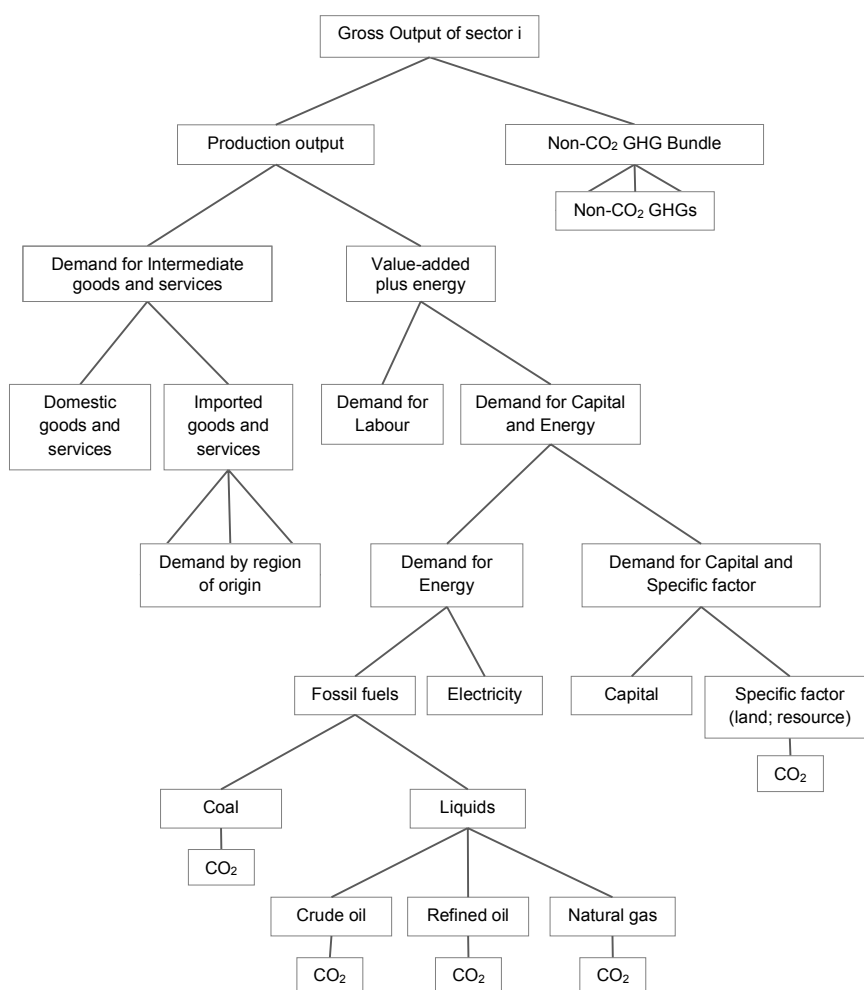 Gross Output of sector i
Production output
Non-CO₂ GHG Bundle
Non-CO₂ GHGs
Demand for Intermediate
goods and services
Value-added
plus energy
Domestic
goods and
services
Imported
goods and
services
Demand for
Labour
Demand for Capital
and Energy
Demand by region
of origin
Demand for
Energy
Demand for Capital and
Specific factor
Fossil fuels
Electricity
Capital
Specific factor
(land; resource)
CO₂
Coal
Liquids
CO₂
Crude oil
Refined oil
Natural gas
CO₂
CO₂
CO₂